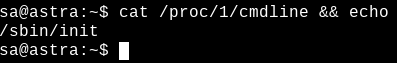 sa@astra:~$ cat /proc/1/cmdline && echo
/sbin/init
sa@astra:~$